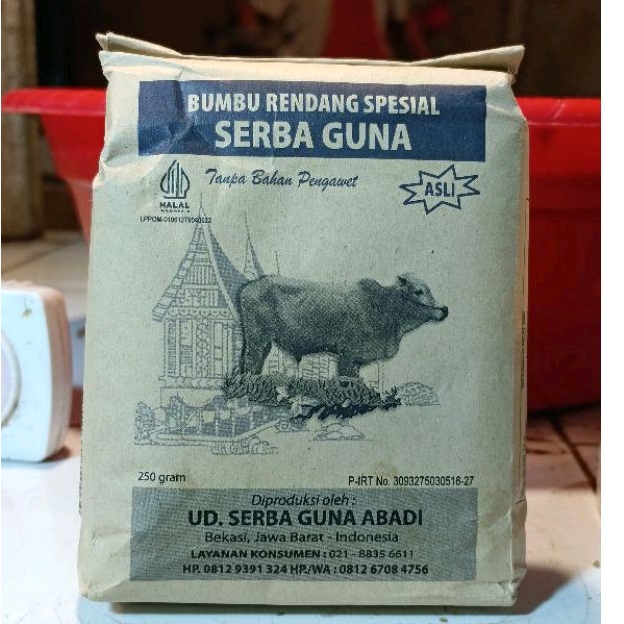 BUMBU RENDANG SPESIAL
SERBA GUNA
Tanpa Bahan Pengawet
ASLI
HALAL
INDONESIA
250 gram
P-IRT No. 3093275030516-27
Diproduksi oleh :
UD. SERBA GUNA ABADI
Bekasi, Jawa Barat - Indonesia
LAYANAN KONSUMEN : 021 - 8835 6611
HP. 0812 9391 324 HP./WA : 0812 6708 4756